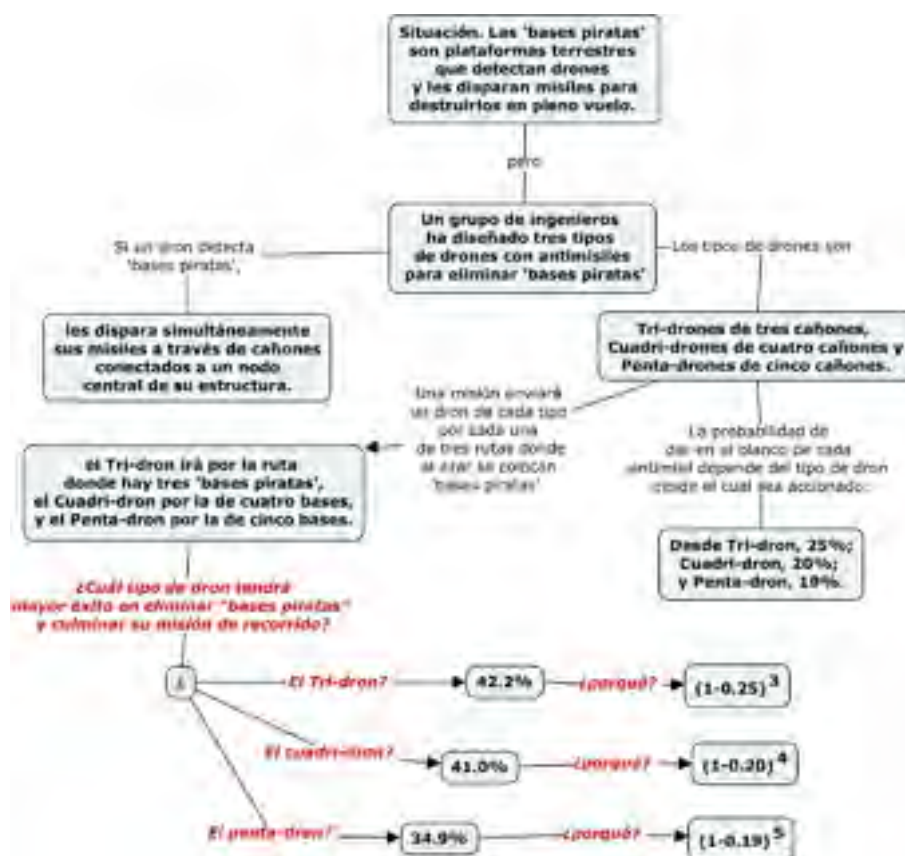 Situación. Las 'bases piratas'
son plataformas terrestres
que detectan drones
y les disparan misiles para
destruirlos en pleno vuelo.
pero
Un grupo de ingenieros
ha diseñado tres tipos
de drones con antimisiles
para eliminar 'bases piratas'
Si un dron detecta
'bases piratas',
Los tipos de drones son
les dispara simultáneamente
sus misiles a través de cañones
conectados a un nodo
central de su estructura.
Tri-drones de tres cañones,
Cuadri-drones de cuatro cañones y
Penta-drones de cinco cañones.
Una misión enviará
un dron de cada tipo
por cada una
de tres rutas donde
al azar se colocan
'bases piratas'
La probabilidad de
dar en el blanco de cada
antimisil depende del tipo de dron
desde el cual sea accionado:
el Tri-dron irá por la ruta
donde hay tres 'bases piratas',
el Cuadri-dron por la de cuatro bases,
y el Penta-dron por la de cinco bases.
Desde Tri-dron, 25%;
Cuadri-dron, 20%;
y Penta-dron, 19%.
¿Cuál tipo de dron tendrá
mayor éxito en eliminar "bases piratas"
y culminar su misión de recorrido?
¿
El Tri-dron?
42.2%
¿porqué?
(1-0.25)³
El cuadri-dron?
41.0%
¿porqué?
(1-0.20)⁴
El penta-dron?
34.9%
¿porqué?
(1-0.19)⁵